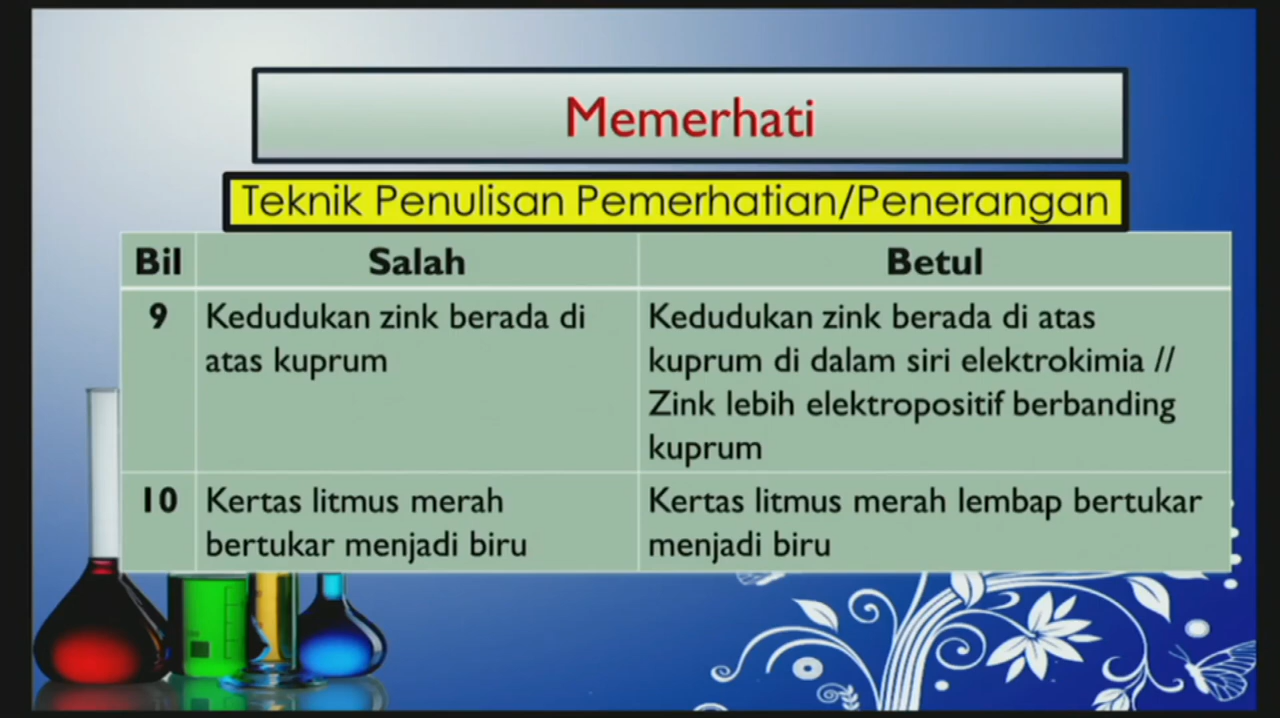 Memerhati
Teknik Penulisan Pemerhatian/Penerangan
Bil Salah Betul
9 Kedudukan zink berada di
atas kuprum
Kedudukan zink berada di atas
kuprum di dalam siri elektrokimia //
Zink lebih elektropositif berbanding
kuprum
10 Kertas litmus merah
bertukar menjadi biru
Kertas litmus merah lembap bertukar
menjadi biru